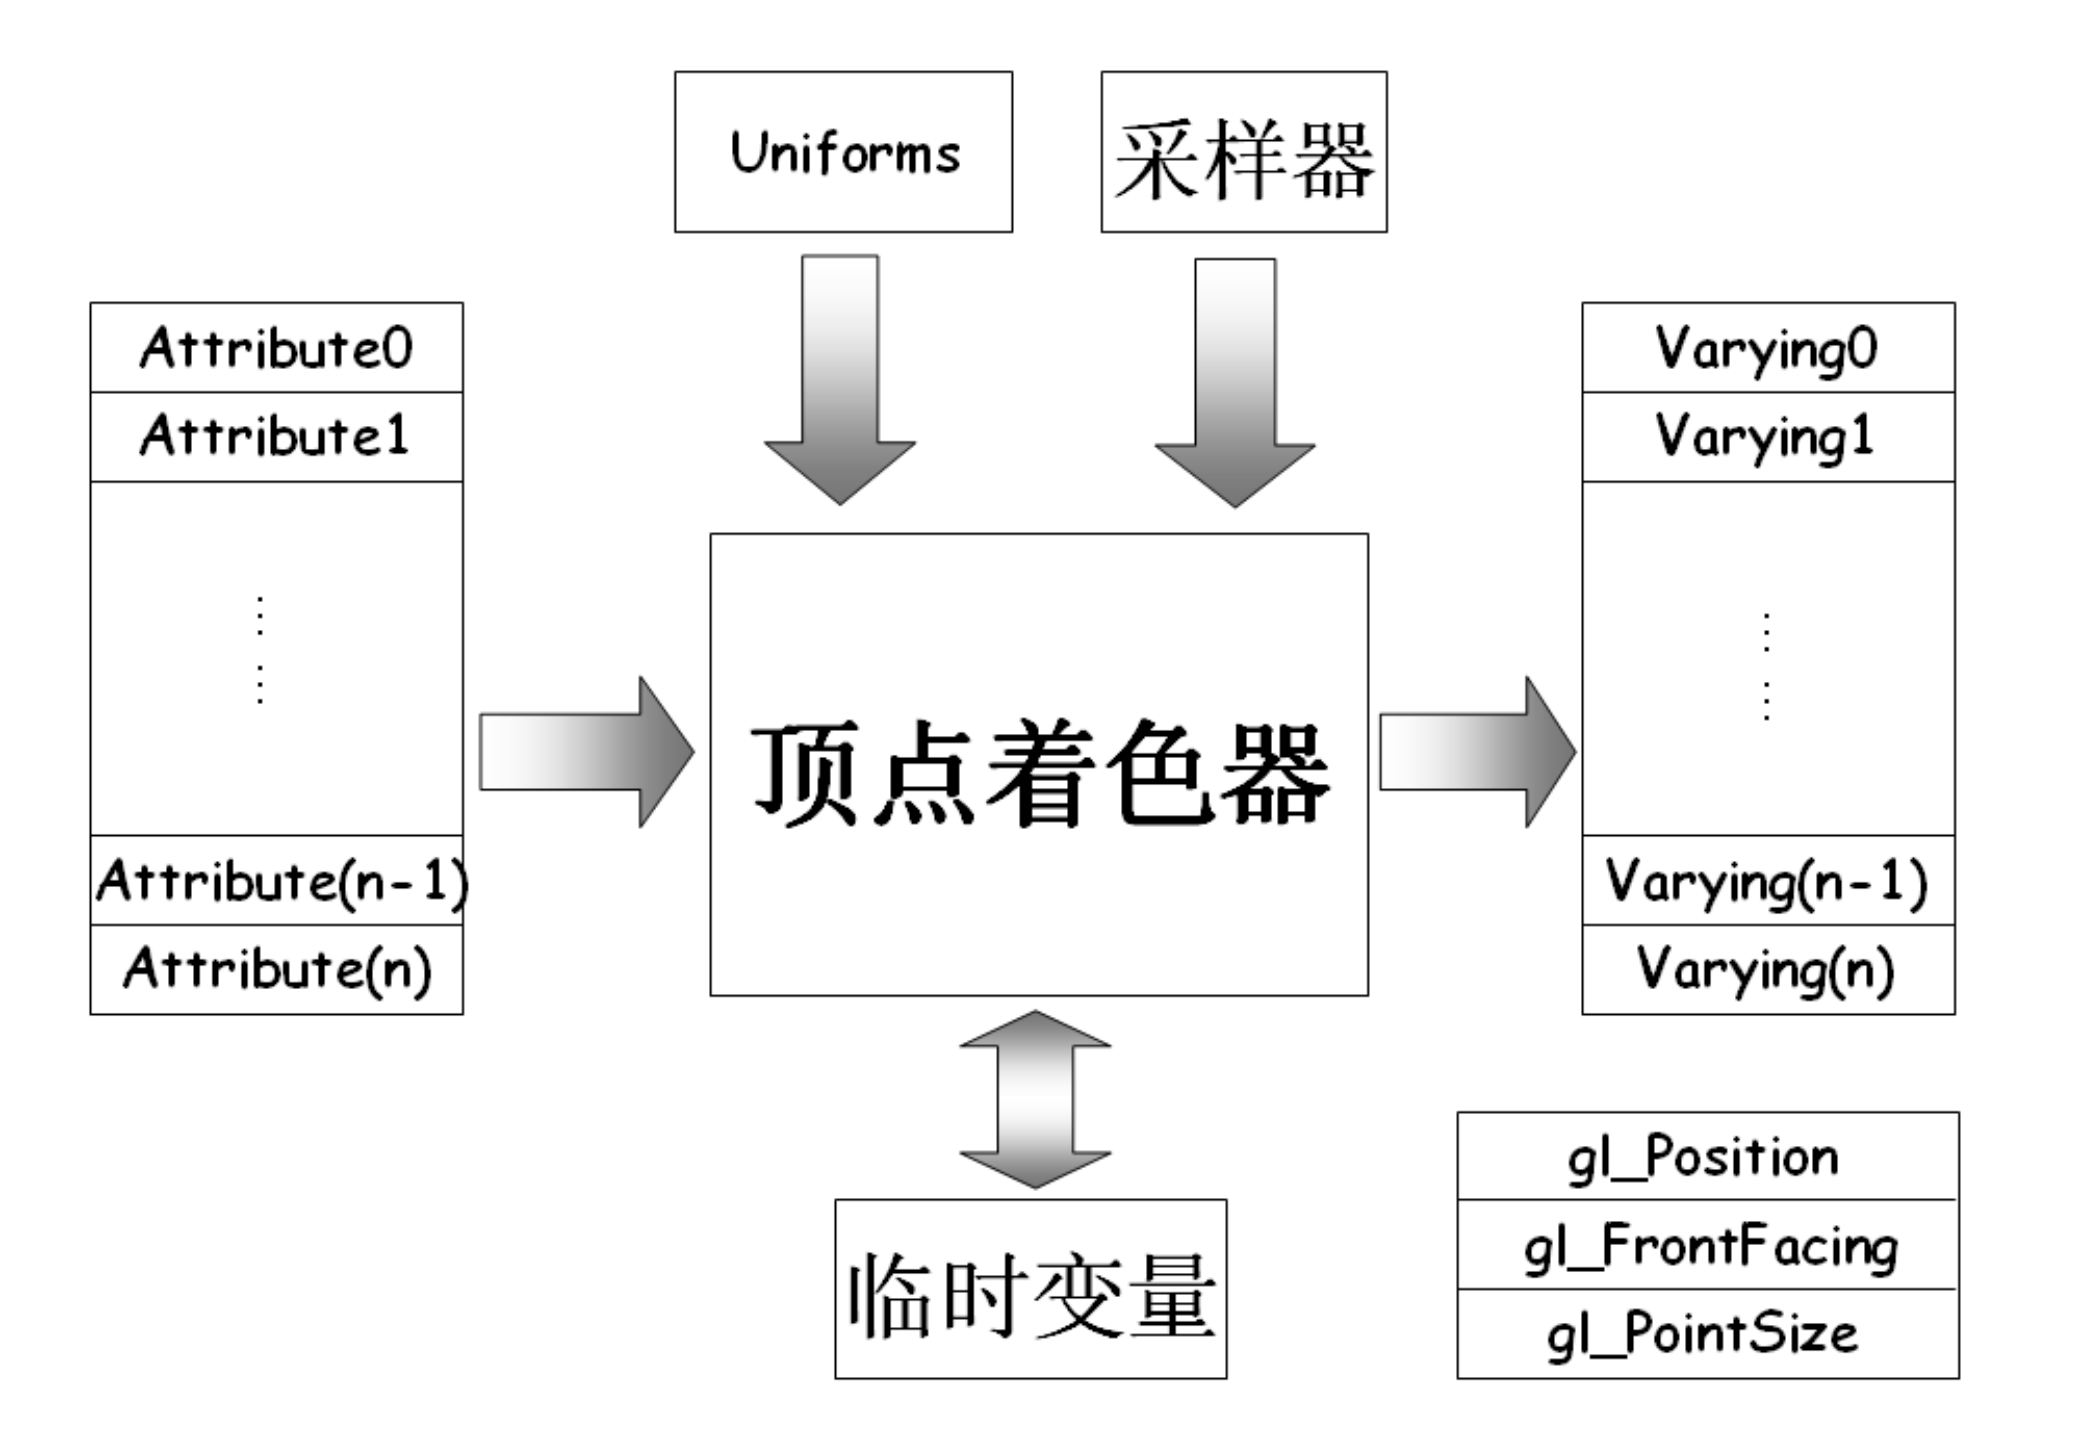 Uniforms
采样器
Attribute0
Attribute1
⋮
⋮
Attribute(n-1)
Attribute(n)
顶点着色器
Varying0
Varying1
⋮
⋮
Varying(n-1)
Varying(n)
临时变量
gl_Position
gl_FrontFacing
gl_PointSize